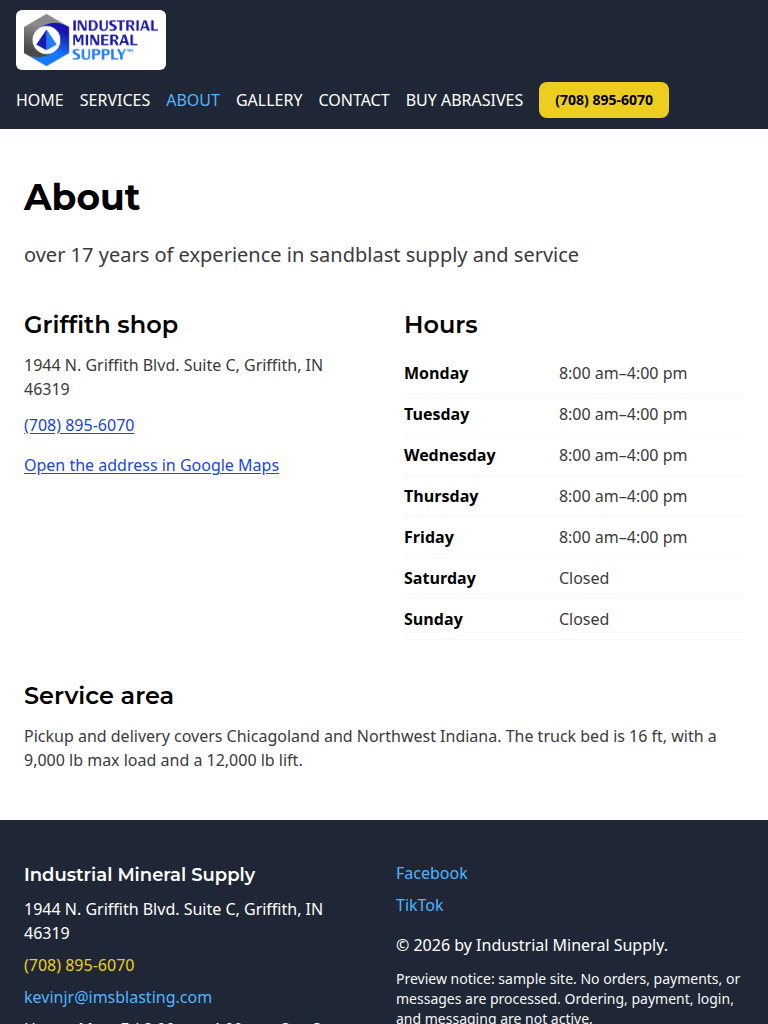 INDUSTRIAL
MINERAL
SUPPLY™
HOME SERVICES ABOUT GALLERY CONTACT BUY ABRASIVES (708) 895-6070
About
over 17 years of experience in sandblast supply and service
Griffith shop
1944 N. Griffith Blvd. Suite C, Griffith, IN
46319
(708) 895-6070
Open the address in Google Maps
Hours
Monday 8:00 am–4:00 pm
Tuesday 8:00 am–4:00 pm
Wednesday 8:00 am–4:00 pm
Thursday 8:00 am–4:00 pm
Friday 8:00 am–4:00 pm
Saturday Closed
Sunday Closed
Service area
Pickup and delivery covers Chicagoland and Northwest Indiana. The truck bed is 16 ft, with a
9,000 lb max load and a 12,000 lb lift.
Industrial Mineral Supply
1944 N. Griffith Blvd. Suite C, Griffith, IN
46319
(708) 895-6070
kevinjr@imsblasting.com
Facebook
TikTok
© 2026 by Industrial Mineral Supply.
Preview notice: sample site. No orders, payments, or
messages are processed. Ordering, payment, login,
and messaging are not active.